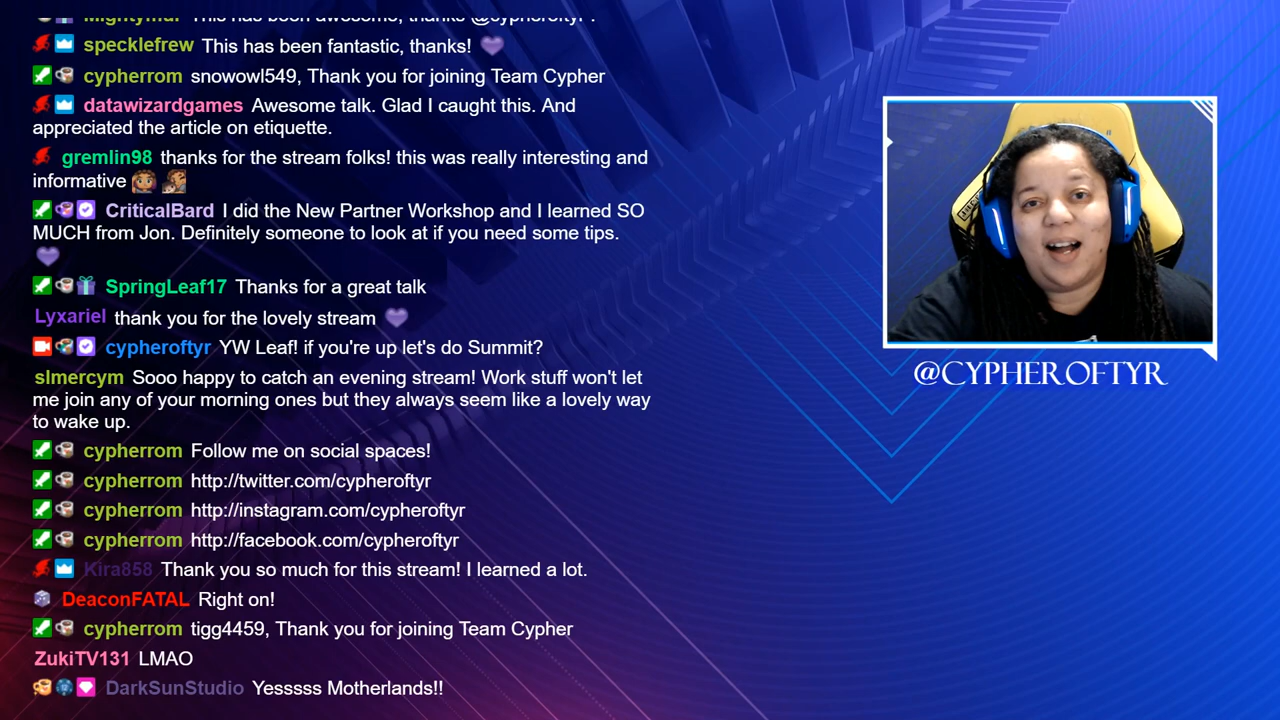 This has been awesome, thanks @cypheroftyr !
specklefrew This has been fantastic, thanks!
cypherrom snowowl549, Thank you for joining Team Cypher
datawizardgames Awesome talk. Glad I caught this. And
appreciated the article on etiquette.
gremlin98 thanks for the stream folks! this was really interesting and
informative
CriticalBard I did the New Partner Workshop and I learned SO
MUCH from Jon. Definitely someone to look at if you need some tips.
SpringLeaf17 Thanks for a great talk
Lyxariel thank you for the lovely stream
cypheroftyr YW Leaf! if you're up let's do Summit?
slmercym Sooo happy to catch an evening stream! Work stuff won't let
me join any of your morning ones but they always seem like a lovely way
to wake up.
cypherrom Follow me on social spaces!
cypherrom http://twitter.com/cypheroftyr
cypherrom http://instagram.com/cypheroftyr
cypherrom http://facebook.com/cypheroftyr
Kira858 Thank you so much for this stream! I learned a lot.
DeaconFATAL Right on!
cypherrom tigg4459, Thank you for joining Team Cypher
ZukiTV131 LMAO
DarkSunStudio Yesssss Motherlands!!
@CYPHEROFTYR